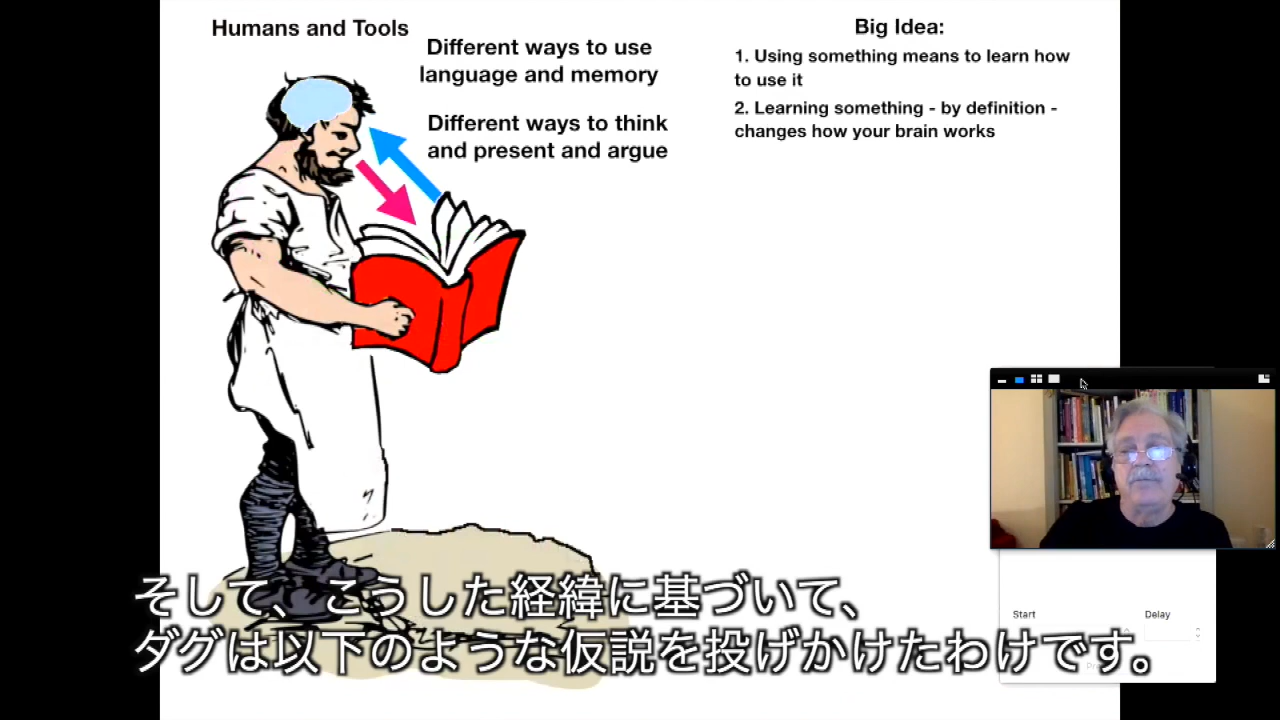 Humans and Tools
Different ways to use
language and memory
Different ways to think
and present and argue
Big Idea:
1. Using something means to learn how
to use it
2. Learning something - by definition -
changes how your brain works
Start
Delay
そして、こうした経緯に基づいて、
ダグは以下のような仮説を投げかけたわけです。